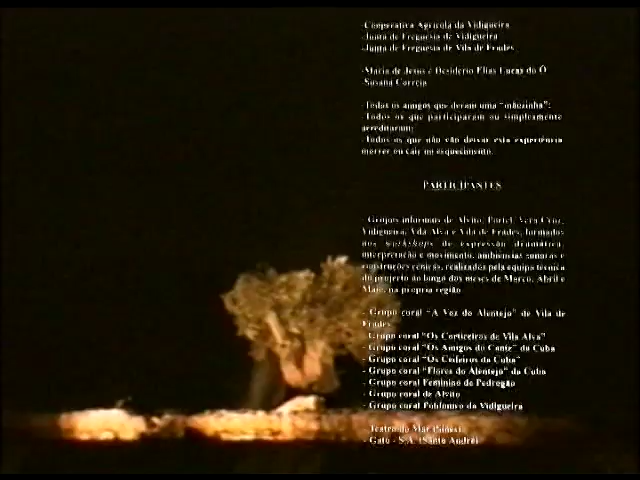 -Cooperativa Agrícola da Vidigueira
-Junta de Freguesia de Vidigueira
-Junta de Freguesia de Vila de Frades
-Maria de Jesus e Desidério Elias Lucas do Ó
-Susana Correia
-Todas os amigos que deram uma "mãozinha";
-Todos os que participaram ou simplesmente
acreditaram;
-Todos os que não vão deixar esta experiência
morrer ou cair no esquecimento.
PARTICIPANTES
- Grupos informais de Alvito, Portel, Vera Cruz,
Vidigueira, Vila Alva e Vila de Frades, formados
nos workshops de expressão dramática,
interpretação e movimento, ambiências sonoras e
construções cénicas, realizados pela equipa técnica
do projecto ao longo dos meses de Março, Abril e
Maio, na própria região
- Grupo coral "A Voz do Alentejo" de Vila de
Frades
- Grupo coral "Os Corticeiros de Vila Alva"
- Grupo coral "Os Amigos do Cante" da Cuba
- Grupo coral "Os Ceifeiros da Cuba"
- Grupo coral "Flores do Alentejo" da Cuba
- Grupo coral Feminino de Pedrogão
- Grupo coral de Alvito
- Grupo coral Polifónico da Vidigueira
- Teatro do Mar (Sines)
- Gato - S.A. (Santo André)